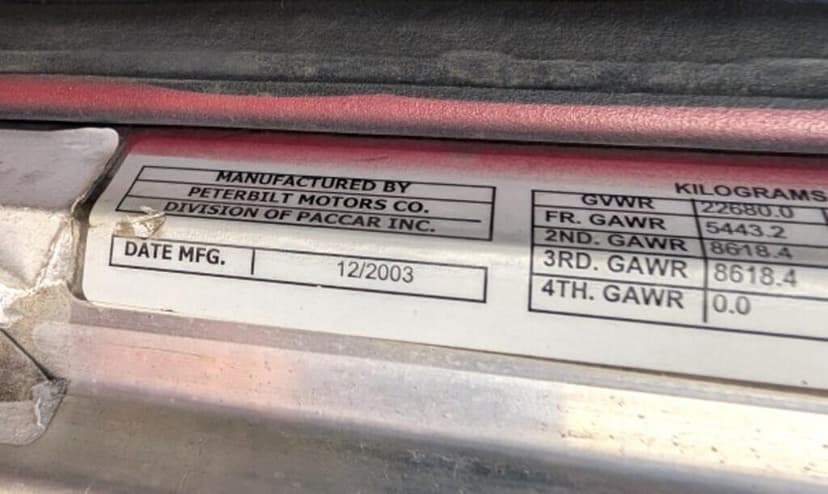 MANUFACTURED BY
PETERBILT MOTORS CO.
DIVISION OF PACCAR INC.
DATE MFG. 12/2003
KILOGRAMS
GVWR 22680.0
FR. GAWR 5443.2
2ND. GAWR 8618.4
3RD. GAWR 8618.4
4TH. GAWR 0.0